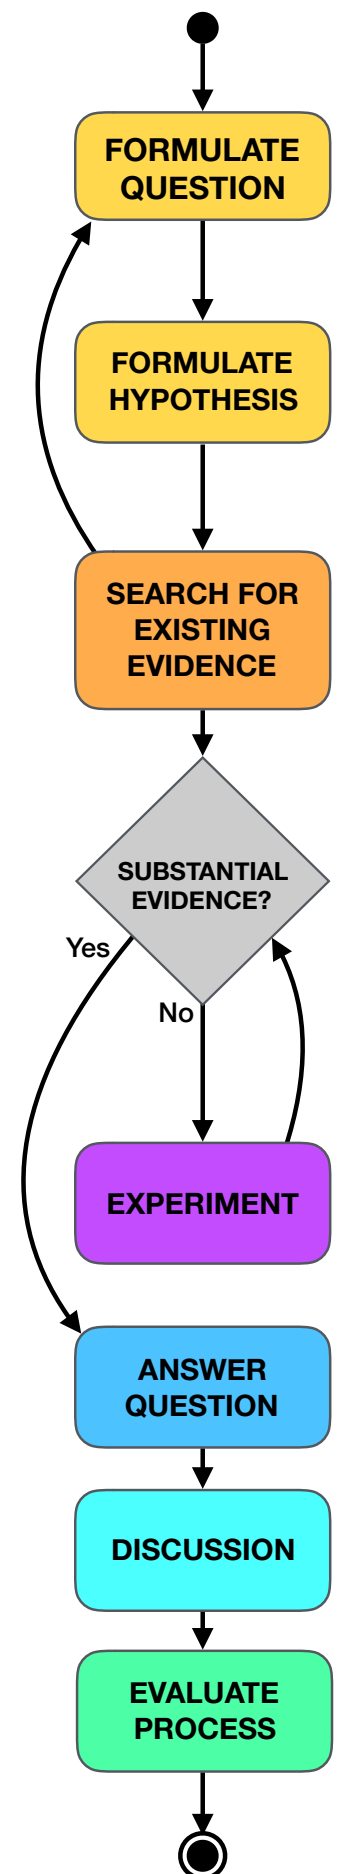 FORMULATE
QUESTION
FORMULATE
HYPOTHESIS
SEARCH FOR
EXISTING
EVIDENCE
SUBSTANTIAL
EVIDENCE?
Yes
No
EXPERIMENT
ANSWER
QUESTION
DISCUSSION
EVALUATE
PROCESS